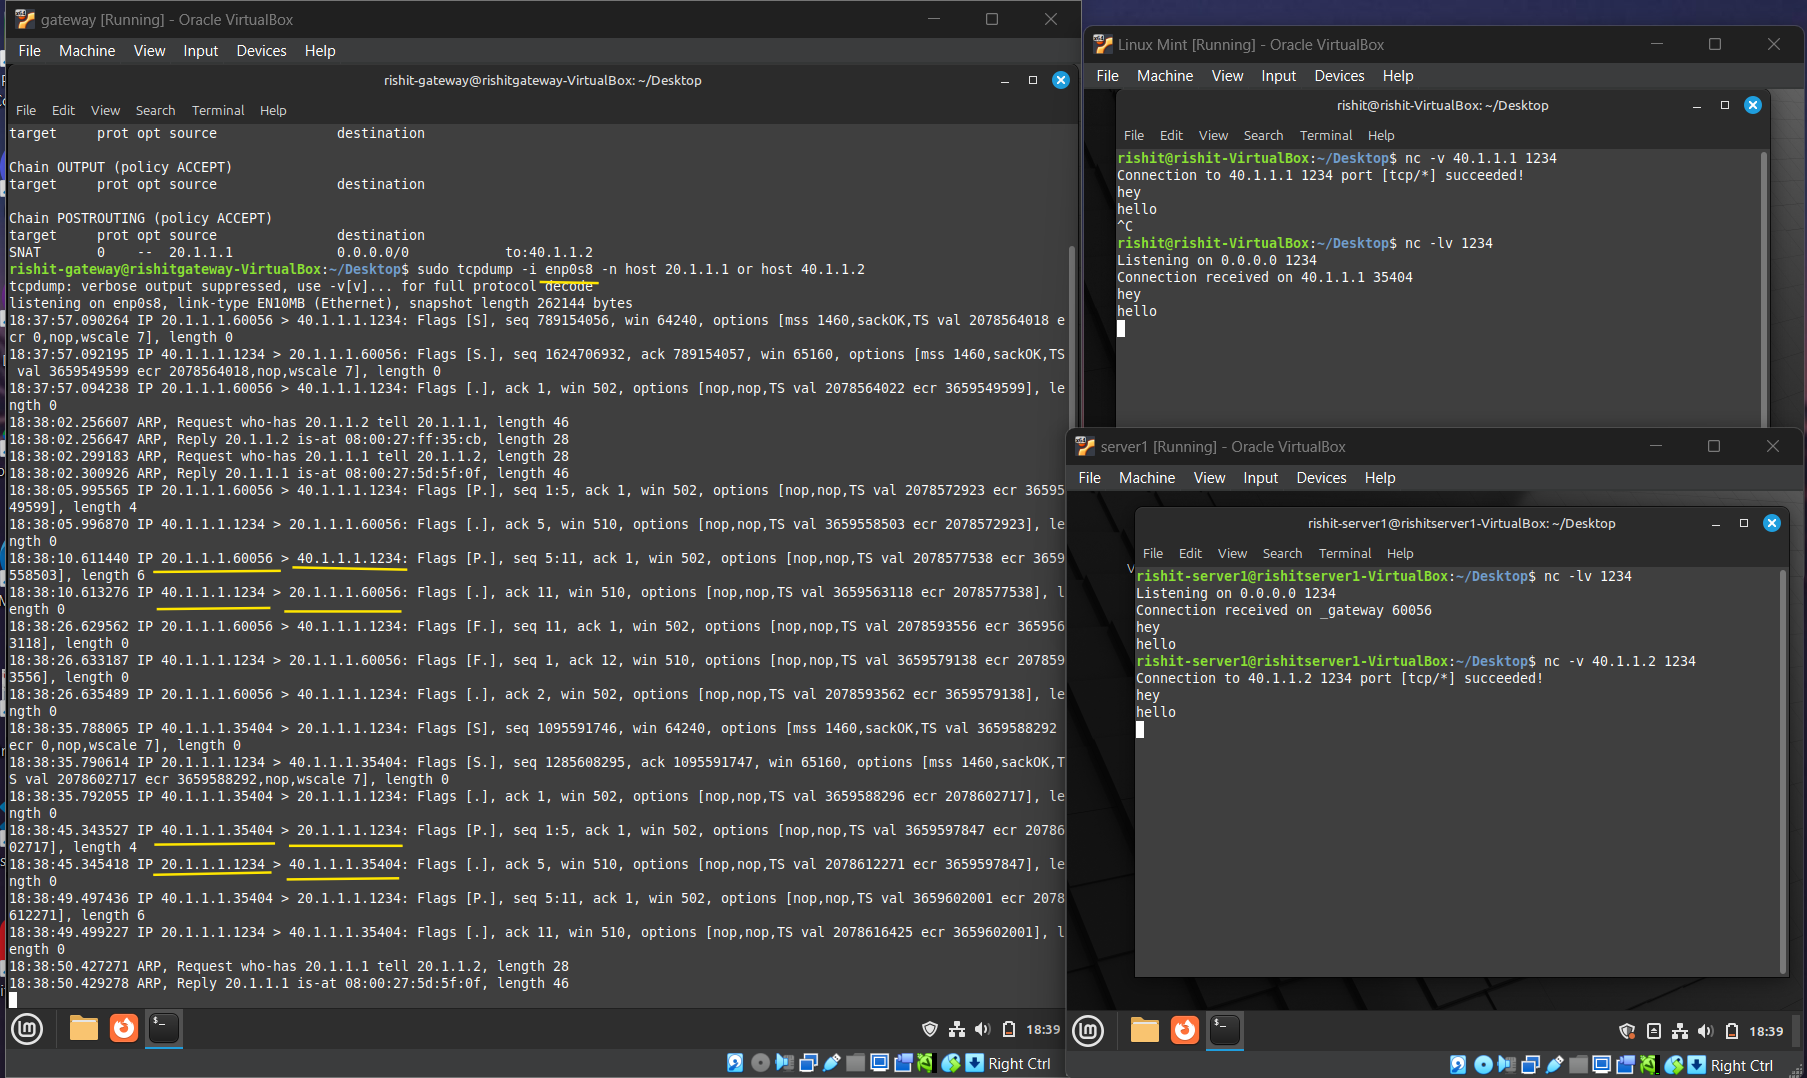 gateway [Running] - Oracle VirtualBox
File Machine View Input Devices Help
rishit-gateway@rishitgateway-VirtualBox: ~/Desktop
File Edit View Search Terminal Help
target     prot opt source               destination
Chain OUTPUT (policy ACCEPT)
target     prot opt source               destination
Chain POSTROUTING (policy ACCEPT)
target     prot opt source               destination
SNAT       0    --  20.1.1.1             0.0.0.0/0            to:40.1.1.2
rishit-gateway@rishitgateway-VirtualBox:~/Desktop$ sudo tcpdump -i enp0s8 -n host 20.1.1.1 or host 40.1.1.2
tcpdump: verbose output suppressed, use -v[v]... for full protocol decode
listening on enp0s8, link-type EN10MB (Ethernet), snapshot length 262144 bytes
18:37:57.090264 IP 20.1.1.1.60056 > 40.1.1.1.1234: Flags [S], seq 789154056, win 64240, options [mss 1460,sackOK,TS val 2078564018 e
cr 0,nop,wscale 7], length 0
18:37:57.092195 IP 40.1.1.1.1234 > 20.1.1.1.60056: Flags [S.], seq 1624706932, ack 789154057, win 65160, options [mss 1460,sackOK,TS
 val 3659549599 ecr 2078564018,nop,wscale 7], length 0
18:37:57.094238 IP 20.1.1.1.60056 > 40.1.1.1.1234: Flags [.], ack 1, win 502, options [nop,nop,TS val 2078564022 ecr 3659549599], le
ngth 0
18:38:02.256607 ARP, Request who-has 20.1.1.2 tell 20.1.1.1, length 46
18:38:02.256647 ARP, Reply 20.1.1.2 is-at 08:00:27:ff:35:cb, length 28
18:38:02.299183 ARP, Request who-has 20.1.1.1 tell 20.1.1.2, length 28
18:38:02.300926 ARP, Reply 20.1.1.1 is-at 08:00:27:5d:5f:0f, length 46
18:38:05.995565 IP 20.1.1.1.60056 > 40.1.1.1.1234: Flags [P.], seq 1:5, ack 1, win 502, options [nop,nop,TS val 2078572923 ecr 36595
49599], length 4
18:38:05.996870 IP 40.1.1.1.1234 > 20.1.1.1.60056: Flags [.], ack 5, win 510, options [nop,nop,TS val 3659558503 ecr 2078572923], le
ngth 0
18:38:10.611440 IP 20.1.1.1.60056 > 40.1.1.1.1234: Flags [P.], seq 5:11, ack 1, win 502, options [nop,nop,TS val 2078577538 ecr 3659
558503], length 6
18:38:10.613276 IP 40.1.1.1.1234 > 20.1.1.1.60056: Flags [.], ack 11, win 510, options [nop,nop,TS val 3659563118 ecr 2078577538], l
ength 0
18:38:26.629562 IP 20.1.1.1.60056 > 40.1.1.1.1234: Flags [F.], seq 11, ack 1, win 502, options [nop,nop,TS val 2078593556 ecr 365956
3118], length 0
18:38:26.633187 IP 40.1.1.1.1234 > 20.1.1.1.60056: Flags [F.], seq 1, ack 12, win 510, options [nop,nop,TS val 3659579138 ecr 207859
3556], length 0
18:38:26.635489 IP 20.1.1.1.60056 > 40.1.1.1.1234: Flags [.], ack 2, win 502, options [nop,nop,TS val 2078593562 ecr 3659579138], le
ngth 0
18:38:35.788065 IP 40.1.1.1.35404 > 20.1.1.1.1234: Flags [S], seq 1095591746, win 64240, options [mss 1460,sackOK,TS val 3659588292
ecr 0,nop,wscale 7], length 0
18:38:35.790614 IP 20.1.1.1.1234 > 40.1.1.1.35404: Flags [S.], seq 1285608295, ack 1095591747, win 65160, options [mss 1460,sackOK,T
S val 2078602717 ecr 3659588292,nop,wscale 7], length 0
18:38:35.792055 IP 40.1.1.1.35404 > 20.1.1.1.1234: Flags [.], ack 1, win 502, options [nop,nop,TS val 3659588296 ecr 2078602717], le
ngth 0
18:38:45.343527 IP 40.1.1.1.35404 > 20.1.1.1.1234: Flags [P.], seq 1:5, ack 1, win 502, options [nop,nop,TS val 3659597847 ecr 20786
02717], length 4
18:38:45.345418 IP 20.1.1.1.1234 > 40.1.1.1.35404: Flags [.], ack 5, win 510, options [nop,nop,TS val 2078612271 ecr 3659597847], le
ngth 0
18:38:49.497436 IP 40.1.1.1.35404 > 20.1.1.1.1234: Flags [P.], seq 5:11, ack 1, win 502, options [nop,nop,TS val 3659602001 ecr 2078
612271], length 6
18:38:49.499227 IP 20.1.1.1.1234 > 40.1.1.1.35404: Flags [.], ack 11, win 510, options [nop,nop,TS val 2078616425 ecr 3659602001], l
ength 0
18:38:50.427271 ARP, Request who-has 20.1.1.1 tell 20.1.1.2, length 28
18:38:50.429278 ARP, Reply 20.1.1.1 is-at 08:00:27:5d:5f:0f, length 46
18:39
Right Ctrl
Linux Mint [Running] - Oracle VirtualBox
File Machine View Input Devices Help
rishit@rishit-VirtualBox: ~/Desktop
File Edit View Search Terminal Help
rishit@rishit-VirtualBox:~/Desktop$ nc -v 40.1.1.1 1234
Connection to 40.1.1.1 1234 port [tcp/*] succeeded!
hey
hello
^C
rishit@rishit-VirtualBox:~/Desktop$ nc -lv 1234
Listening on 0.0.0.0 1234
Connection received on 40.1.1.1 35404
hey
hello
server1 [Running] - Oracle VirtualBox
File Machine View Input Devices Help
rishit-server1@rishitserver1-VirtualBox: ~/Desktop
File Edit View Search Terminal Help
rishit-server1@rishitserver1-VirtualBox:~/Desktop$ nc -lv 1234
Listening on 0.0.0.0 1234
Connection received on _gateway 60056
hey
hello
rishit-server1@rishitserver1-VirtualBox:~/Desktop$ nc -v 40.1.1.2 1234
Connection to 40.1.1.2 1234 port [tcp/*] succeeded!
hey
hello
18:39
Right Ctrl